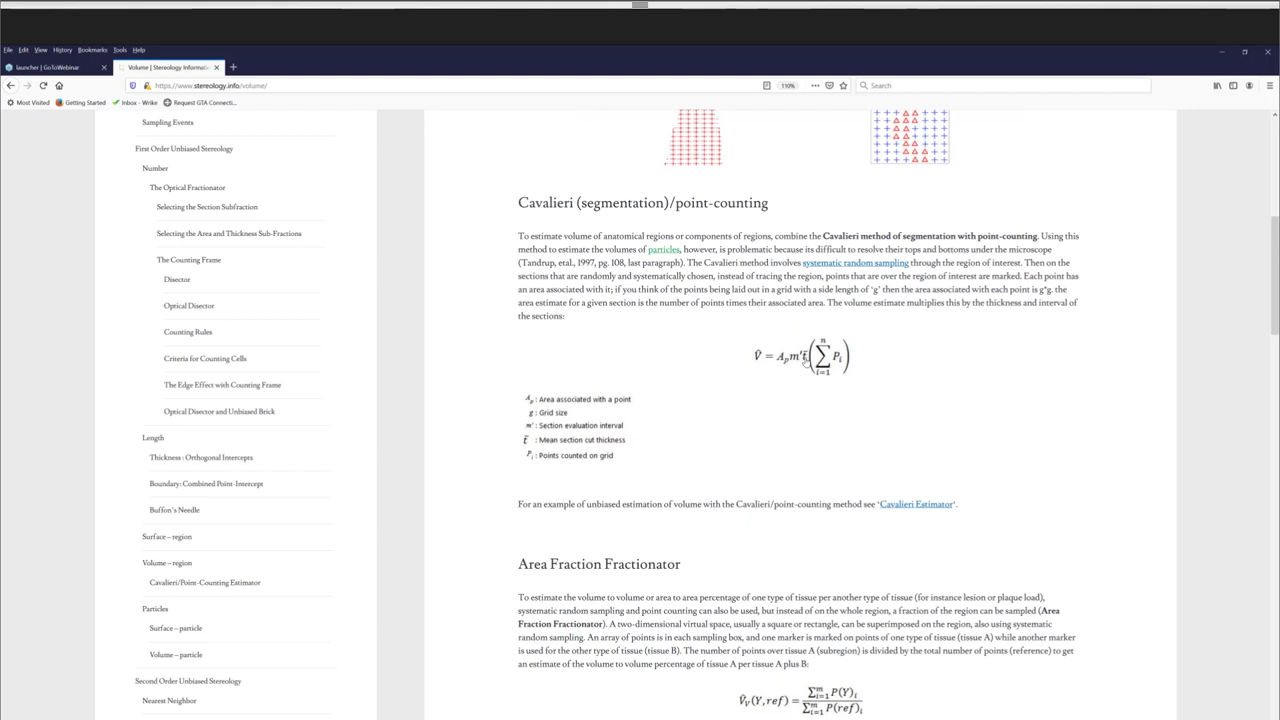 File Edit View History Bookmarks Tools Help
launcher | GoToWebinar
Volume | Stereology Informati
https://www.stereology.info/volume/
110%
Search
Most Visited Getting Started Inbox - Wrike Request GTA Connecti...
Sampling Events
First Order Unbiased Stereology
Number
The Optical Fractionator
Selecting the Section Subfraction
Selecting the Area and Thickness Sub-Fractions
The Counting Frame
Disector
Optical Disector
Counting Rules
Criteria for Counting Cells
The Edge Effect with Counting Frame
Optical Disector and Unbiased Brick
Length
Thickness : Orthogonal Intercepts
Boundary: Combined Point-Intercept
Buffon's Needle
Surface – region
Volume – region
Cavalieri/Point-Counting Estimator
Particles
Surface – particle
Volume – particle
Second Order Unbiased Stereology
Nearest Neighbor
Cavalieri (segmentation)/point-counting
To estimate volume of anatomical regions or components of regions, combine the Cavalieri method of segmentation with point-counting. Using this
method to estimate the volumes of particles, however, is problematic because its difficult to resolve their tops and bottoms under the microscope
(Tandrup, etal., 1997, pg. 108, last paragraph). The Cavalieri method involves systematic random sampling through the region of interest. Then on the
sections that are randomly and systematically chosen, instead of tracing the region, points that are over the region of interest are marked. Each point has
an area associated with it; if you think of the points being laid out in a grid with a side length of 'g' then the area associated with each point is g*g. the
area estimate for a given section is the number of points times their associated area. The volume estimate multiplies this by the thickness and interval of
the sections:
V̂ = Aₚm't̄(∑ⁿᵢ₌₁ Pᵢ)
Aₚ : Area associated with a point
g : Grid size
m' : Section evaluation interval
t̄ : Mean section cut thickness
Pᵢ : Points counted on grid
For an example of unbiased estimation of volume with the Cavalieri/point-counting method see 'Cavalieri Estimator'.
Area Fraction Fractionator
To estimate the volume to volume or area to area percentage of one type of tissue per another type of tissue (for instance lesion or plaque load),
systematic random sampling and point counting can also be used, but instead of on the whole region, a fraction of the region can be sampled (Area
Fraction Fractionator). A two-dimensional virtual space, usually a square or rectangle, can be superimposed on the region, also using systematic
random sampling. An array of points is in each sampling box, and one marker is marked on points of one type of tissue (tissue A) while another marker
is used for the other type of tissue (tissue B). The number of points over tissue A (subregion) is divided by the total number of points (reference) to get
an estimate of the volume to volume percentage of tissue A per tissue A plus B:
V̂ᵥ(Y, ref) = ∑ᵐᵢ₌₁ P(Y)ᵢ / ∑ᵐᵢ₌₁ P(ref)ᵢ